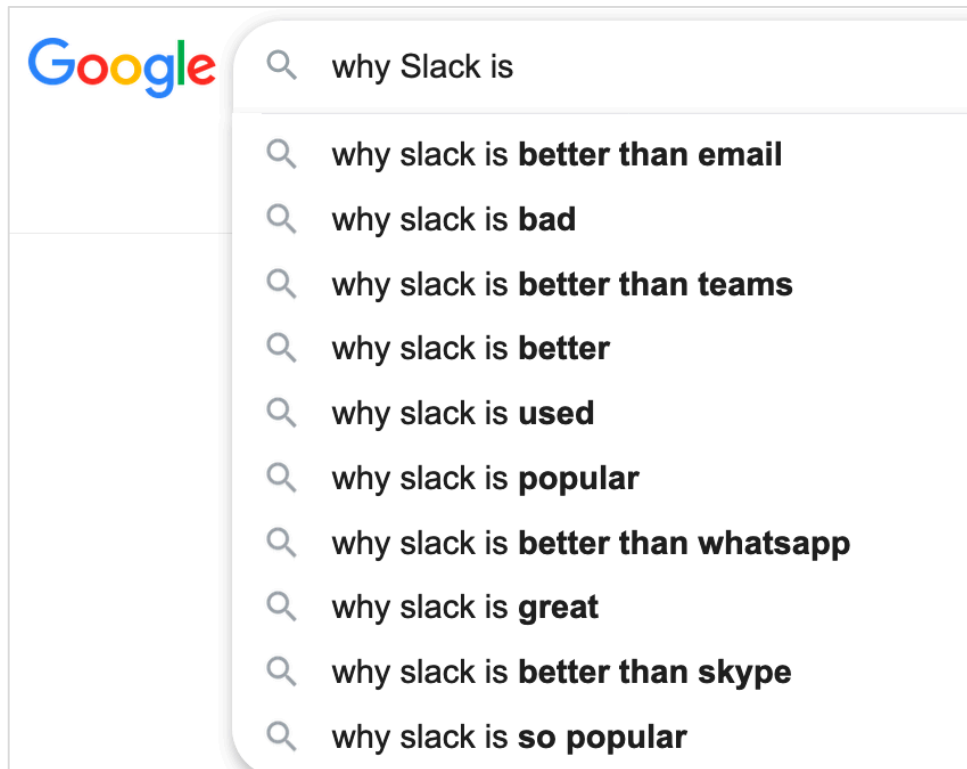 Google
why Slack is
why slack is better than email
why slack is bad
why slack is better than teams
why slack is better
why slack is used
why slack is popular
why slack is better than whatsapp
why slack is great
why slack is better than skype
why slack is so popular